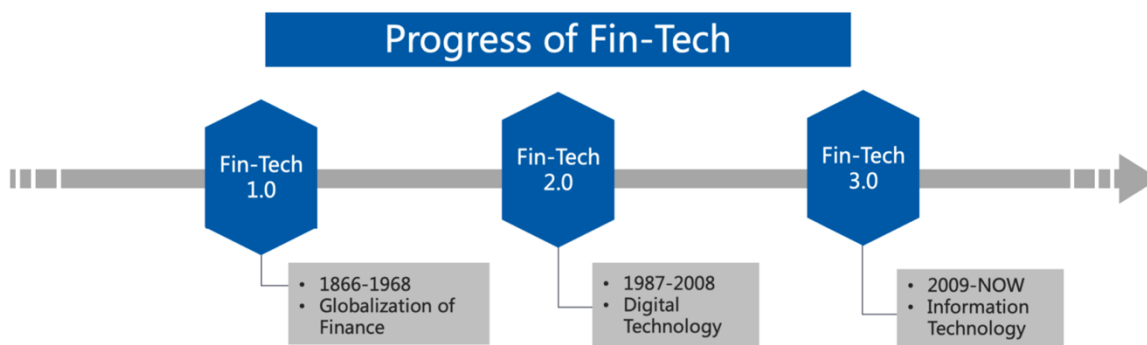 Progress of Fin-Tech
Fin-Tech
1.0
Fin-Tech
2.0
Fin-Tech
3.0
• 1866-1968
• Globalization of
Finance
• 1987-2008
• Digital
Technology
• 2009-NOW
• Information
Technology